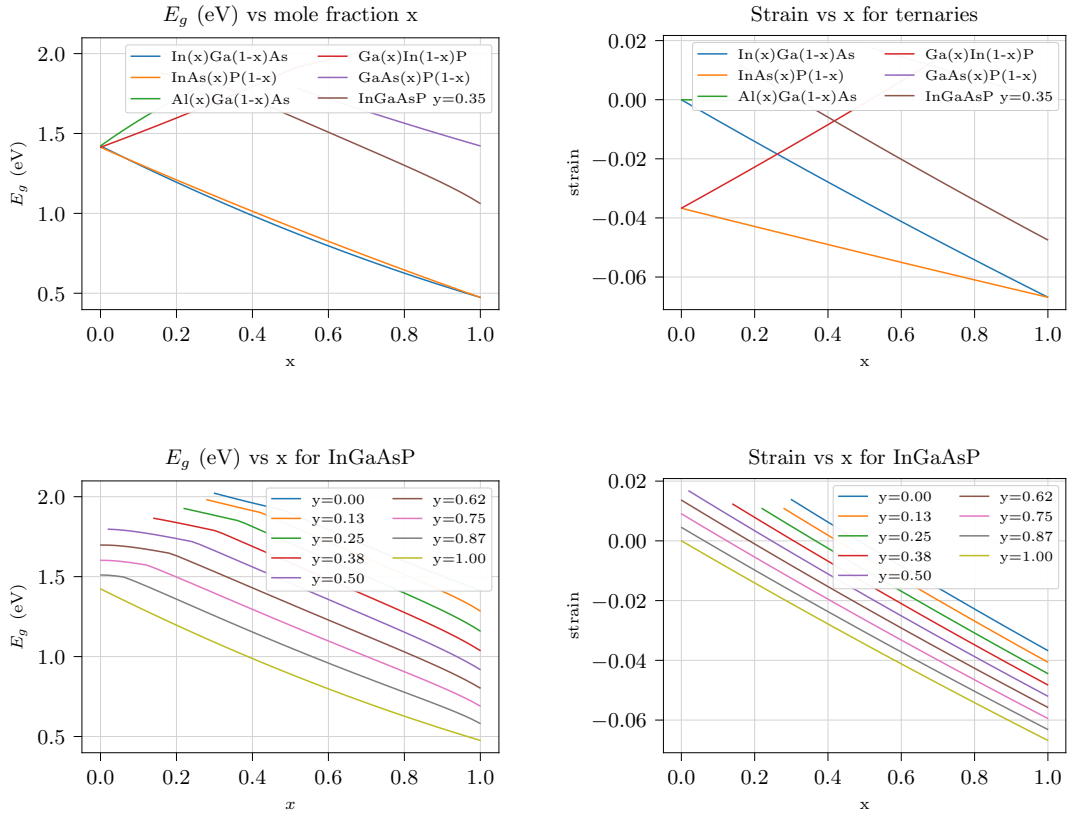 E_g (eV) vs mole fraction x
E_g (eV)
2.0
1.5
1.0
0.5
In(x)Ga(1-x)As
InAs(x)P(1-x)
Al(x)Ga(1-x)As
Ga(x)In(1-x)P
GaAs(x)P(1-x)
InGaAsP y=0.35
0.0 0.2 0.4 0.6 0.8 1.0
x
Strain vs x for ternaries
strain
0.02
0.00
−0.02
−0.04
−0.06
In(x)Ga(1-x)As
InAs(x)P(1-x)
Al(x)Ga(1-x)As
Ga(x)In(1-x)P
GaAs(x)P(1-x)
InGaAsP y=0.35
0.0 0.2 0.4 0.6 0.8 1.0
x
E_g (eV) vs x for InGaAsP
E_g (eV)
2.0
1.5
1.0
0.5
y=0.00
y=0.13
y=0.25
y=0.38
y=0.50
y=0.62
y=0.75
y=0.87
y=1.00
0.0 0.2 0.4 0.6 0.8 1.0
x
Strain vs x for InGaAsP
strain
0.02
0.00
−0.02
−0.04
−0.06
y=0.00
y=0.13
y=0.25
y=0.38
y=0.50
y=0.62
y=0.75
y=0.87
y=1.00
0.0 0.2 0.4 0.6 0.8 1.0
x